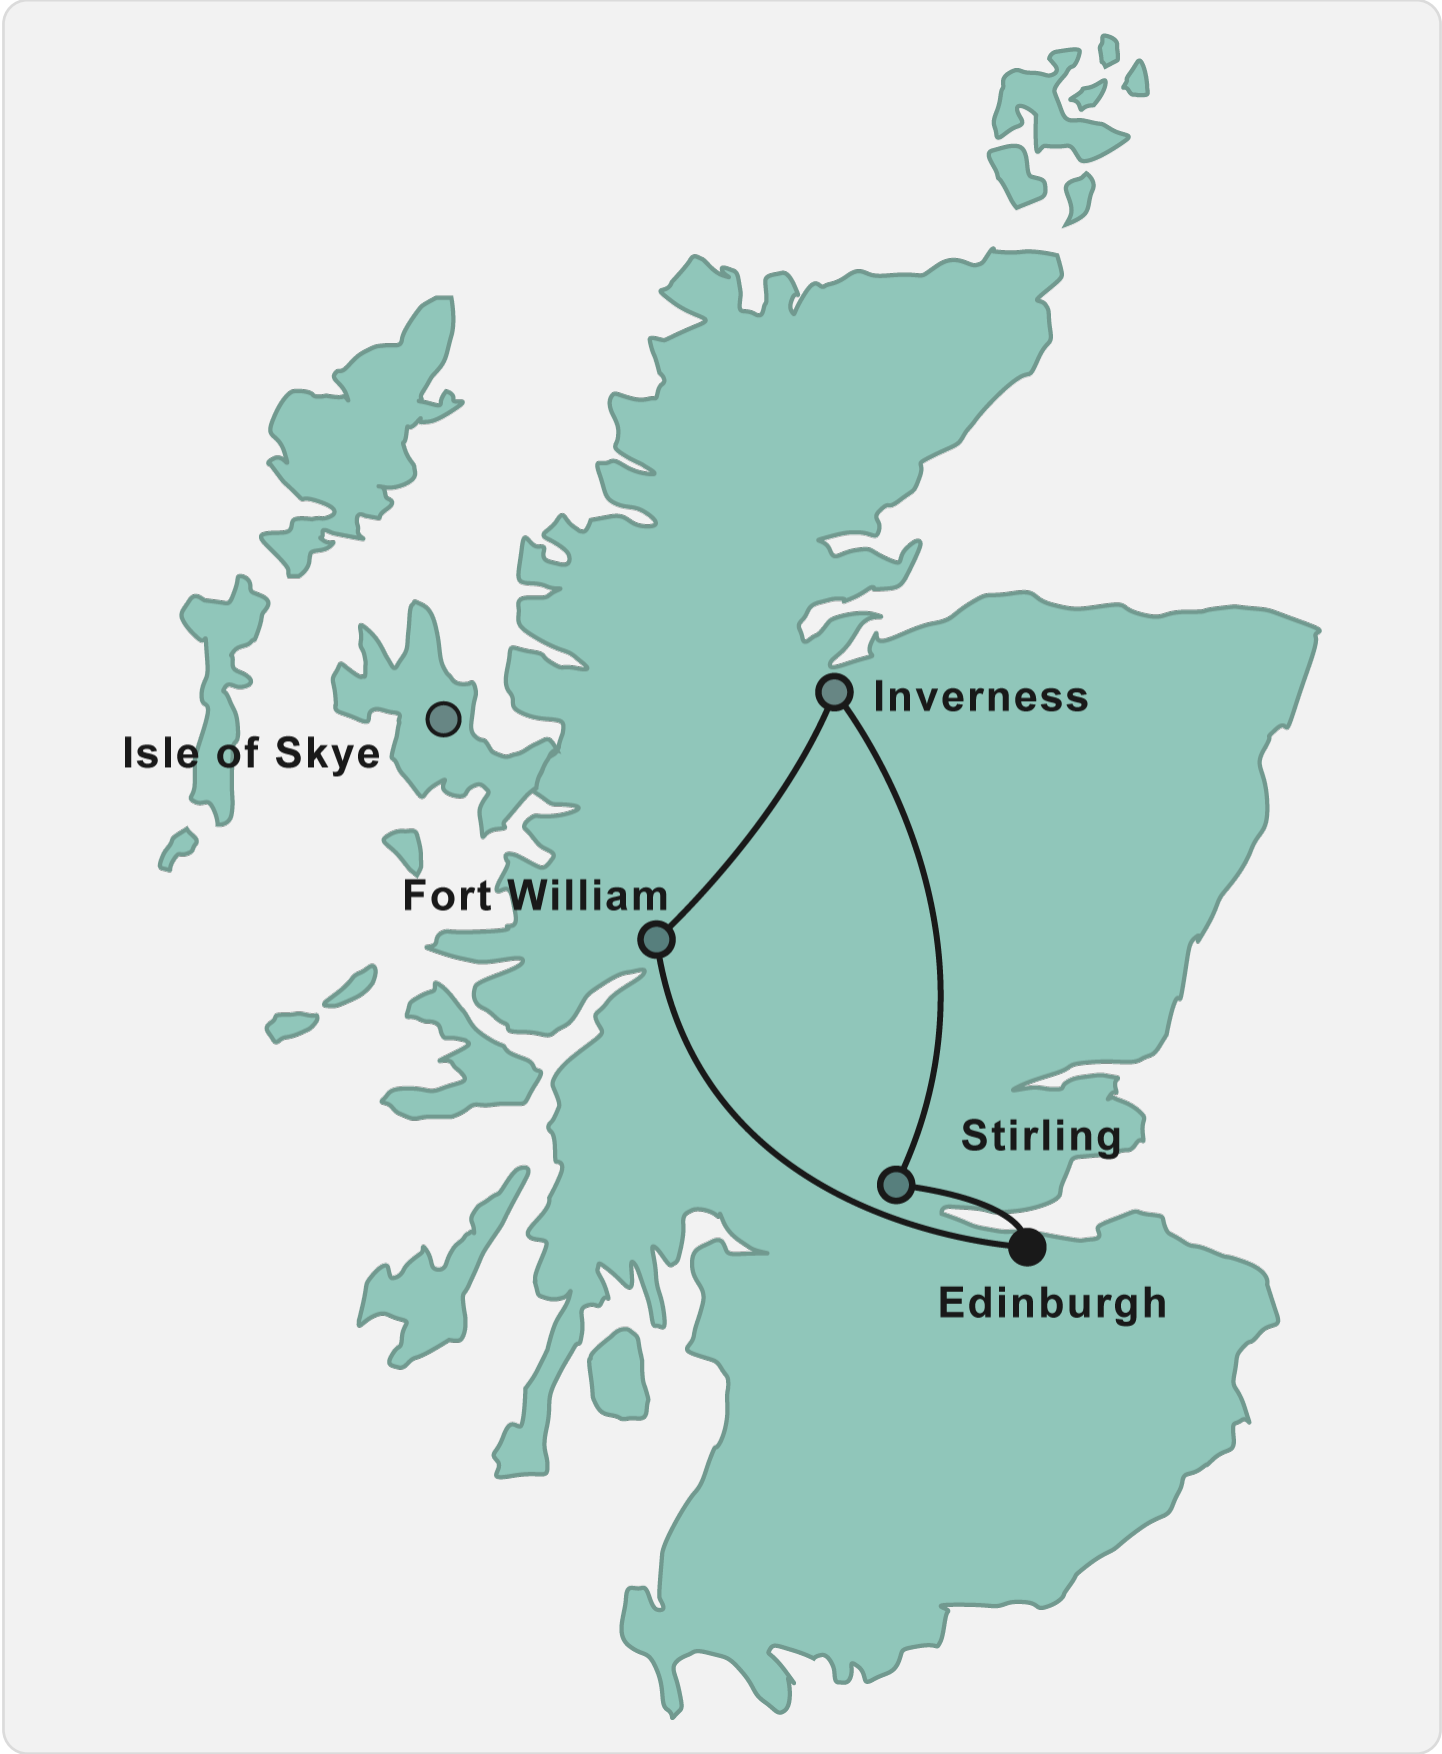 Inverness
Isle of Skye
Fort William
Stirling
Edinburgh